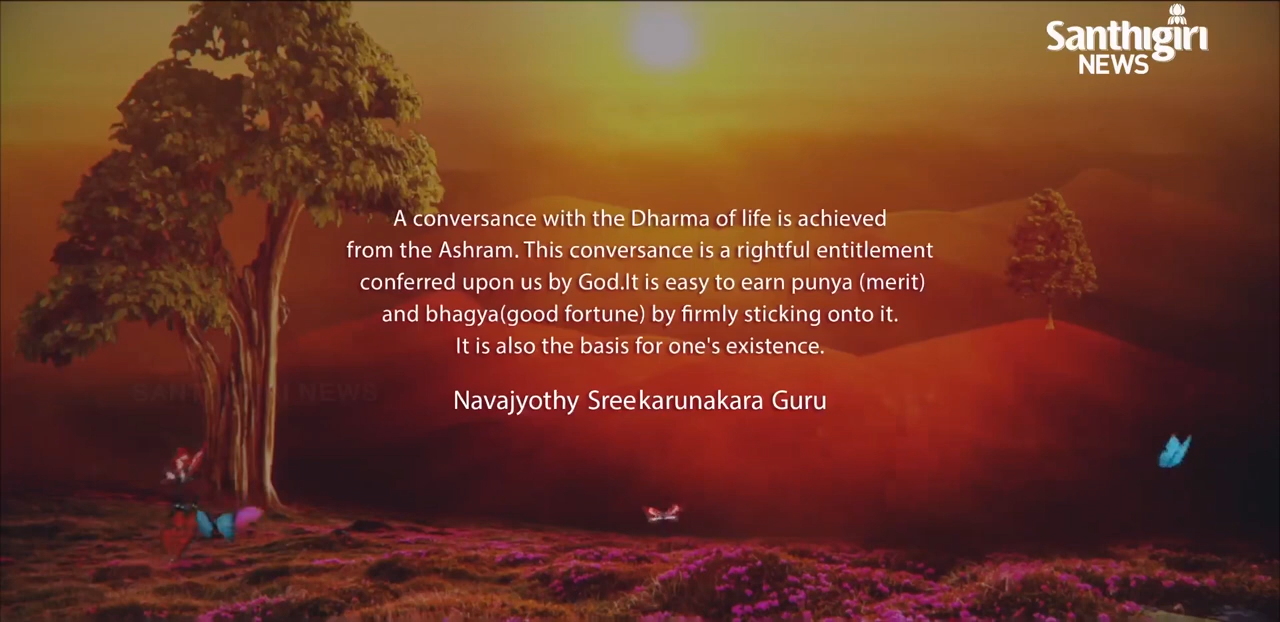 Santhigiri
NEWS
A conversance with the Dharma of life is achieved
from the Ashram. This conversance is a rightful entitlement
conferred upon us by God.It is easy to earn punya (merit)
and bhagya(good fortune) by firmly sticking onto it.
It is also the basis for one's existence.
SANTHIGIRI NEWS
Navajyothy Sreekarunakara Guru